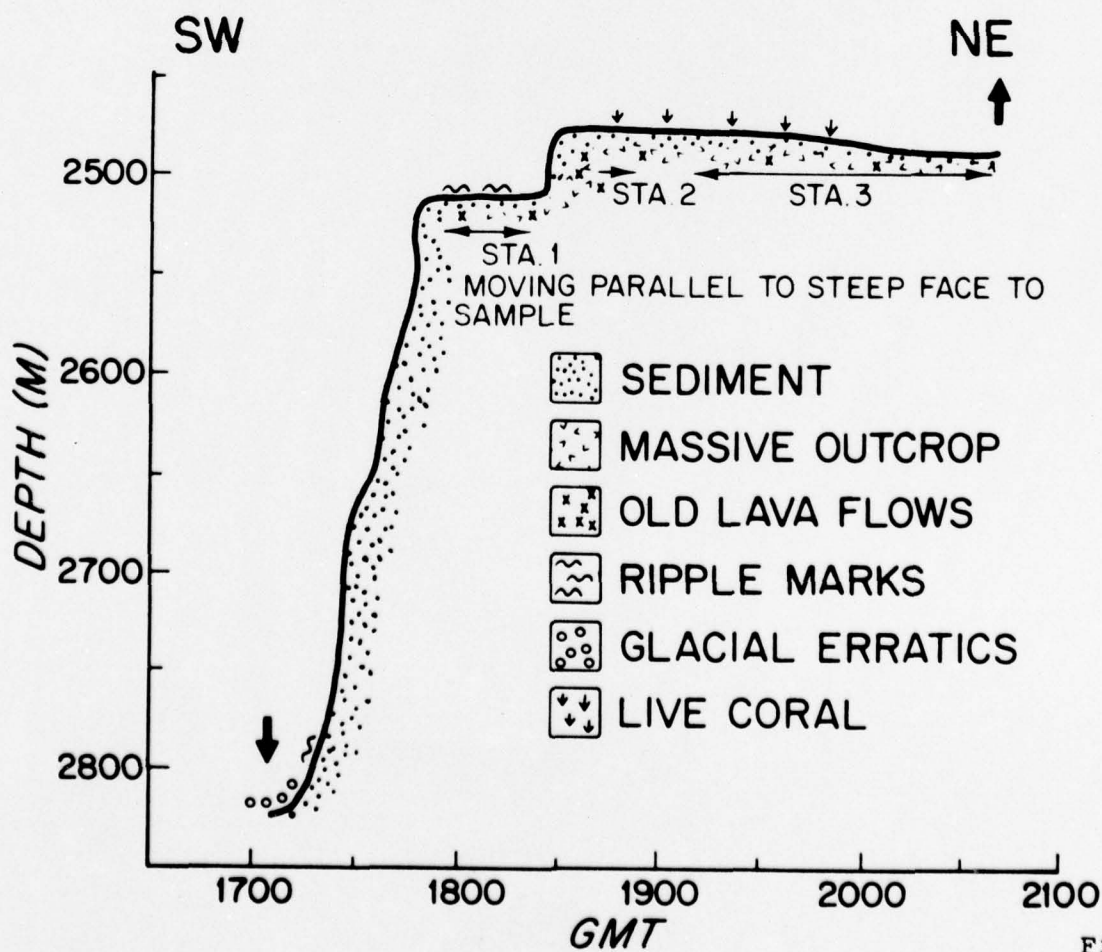 SW
NE
2500
2600
2700
2800
DEPTH (M)
STA. 2
STA. 3
STA. 1
MOVING PARALLEL TO STEEP FACE TO
SAMPLE
SEDIMENT
MASSIVE OUTCROP
OLD LAVA FLOWS
RIPPLE MARKS
GLACIAL ERRATICS
LIVE CORAL
1700
1800
1900
2000
2100
GMT